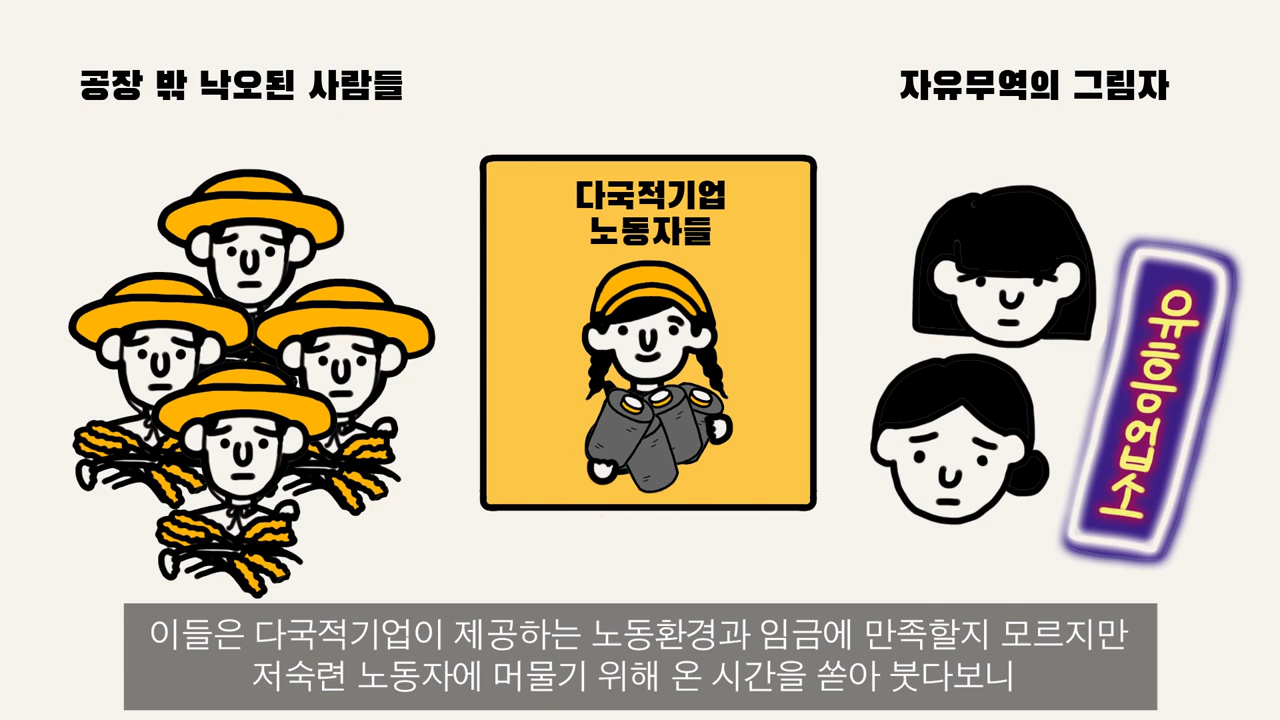 공장 밖 낙오된 사람들
자유무역의 그림자
다국적기업
노동자들
유흥업소
이들은 다국적기업이 제공하는 노동환경과 임금에 만족할지 모르지만
저숙련 노동자에 머물기 위해 온 시간을 쏟아 붓다보니